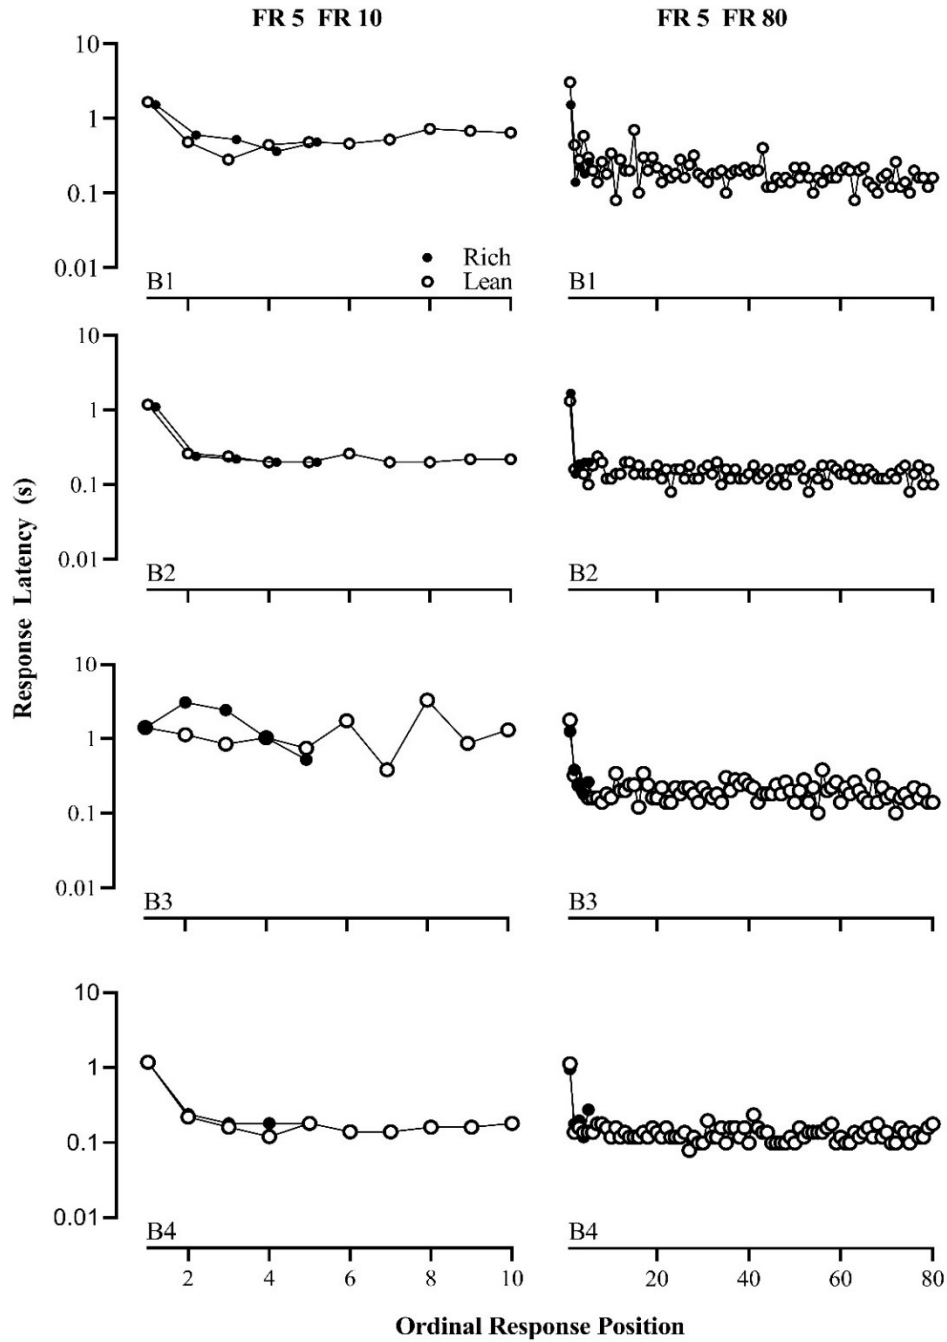 FR 5 FR 10
FR 5 FR 80
10
1
0.1
0.01
Rich
Lean
B1
B1
10
1
0.1
0.01
B2
B2
Response Latency (s)
10
1
0.1
0.01
B3
B3
10
1
0.1
0.01
B4
B4
2 4 6 8 10
20 40 60 80
Ordinal Response Position